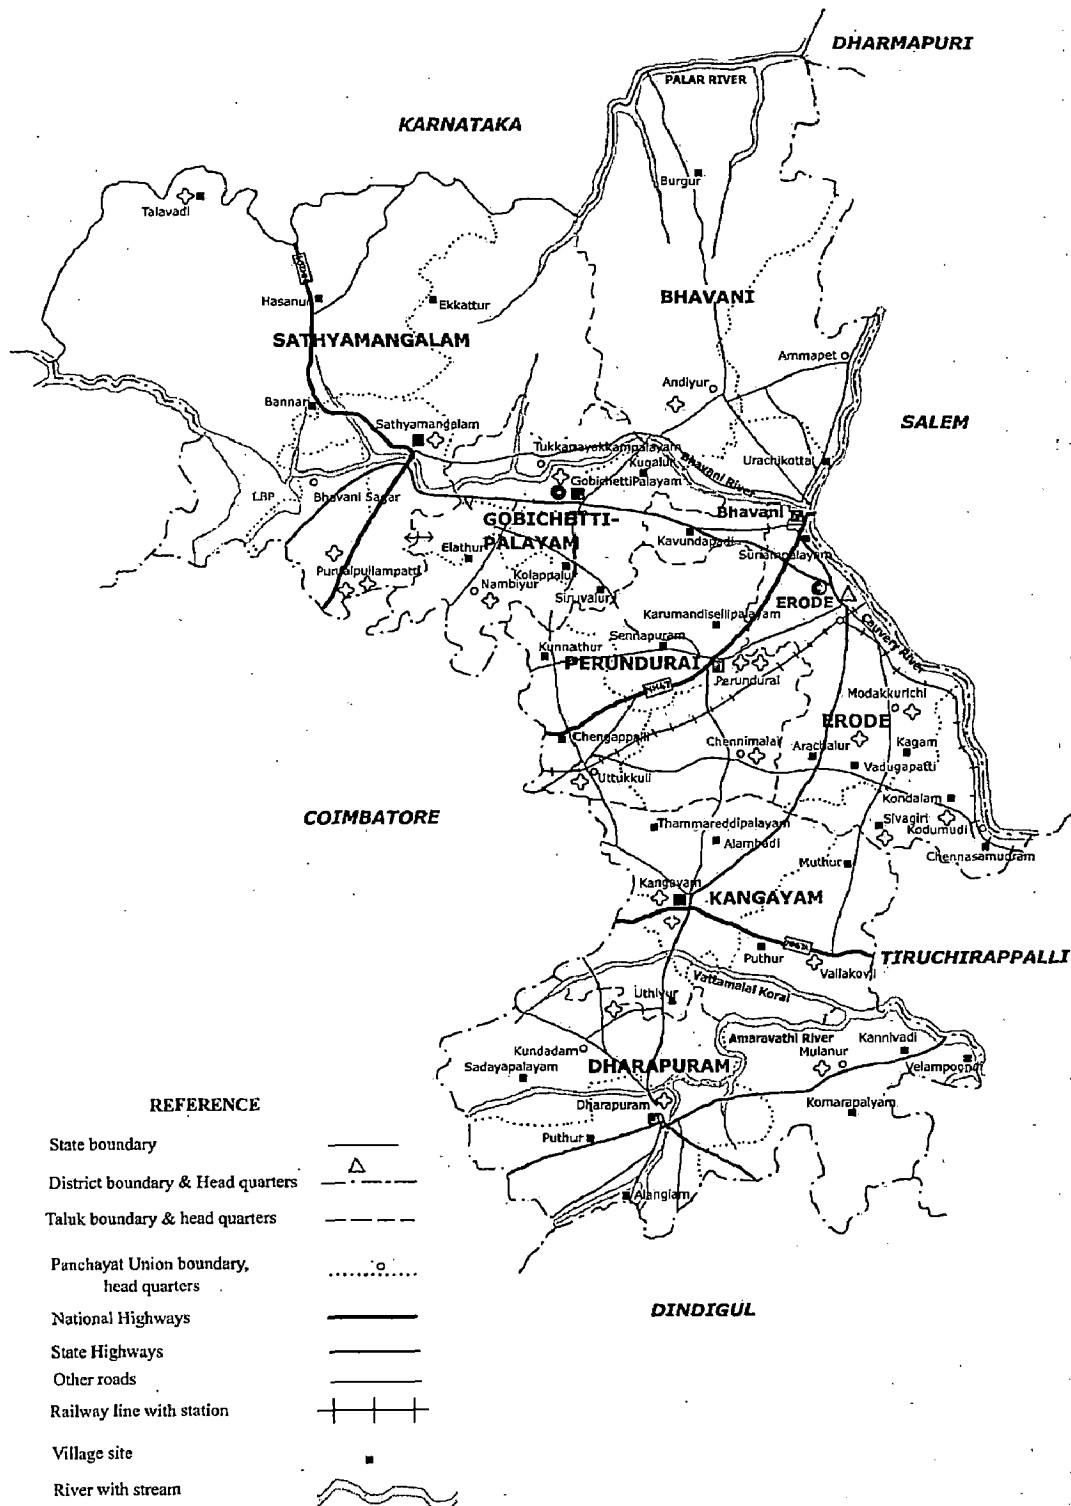 DHARMAPURI
PALAR RIVER
KARNATAKA
Burgur
Talavadi
BHAVANI
Hasanur
Ekkattur
SATHYAMANGALAM
Ammapet
Andiyur
Bannari
SALEM
Sathyamangalam
Tukkanayakkampalayam
Kugalur
Bhavani River
Urachikottai
LBP
Bhavani Sagar
GobichettiPalayam
Bhavani
GOBICHETTI-
PALAYAM
Kavundapadi
Elathur
Kolappalur
Nambiyur
Siruvalur
ERODE
Karumandisellipalayam
Cauvery River
Sennapuram
Kunnathur
PERUNDURAI
Perundurai
NH47
Modakkurichi
ERODE
Chengappalli
Chennimalai
Arachalur
Kagam
Vadugapatti
Uttukkuli
Kondalam
COIMBATORE
Thammareddipalayam
Sivagiri
Kodumudi
Alambadi
Chennasamudram
Muthur
Kangayam
KANGAYAM
Puthur
Vallakovil
TIRUCHIRAPPALLI
Vattamalai Korai
Uthiyur
Amaravathi River
Kannivadi
Kundadam
Mulanur
DHARAPURAM
Sadayapalayam
Velampoondi
REFERENCE
Dharapuram
Komarapalyam
Puthur
State boundary
District boundary & Head quarters
Alangiam
Taluk boundary & head quarters
Panchayat Union boundary,
head quarters
DINDIGUL
National Highways
State Highways
Other roads
Railway line with station
Village site
River with stream